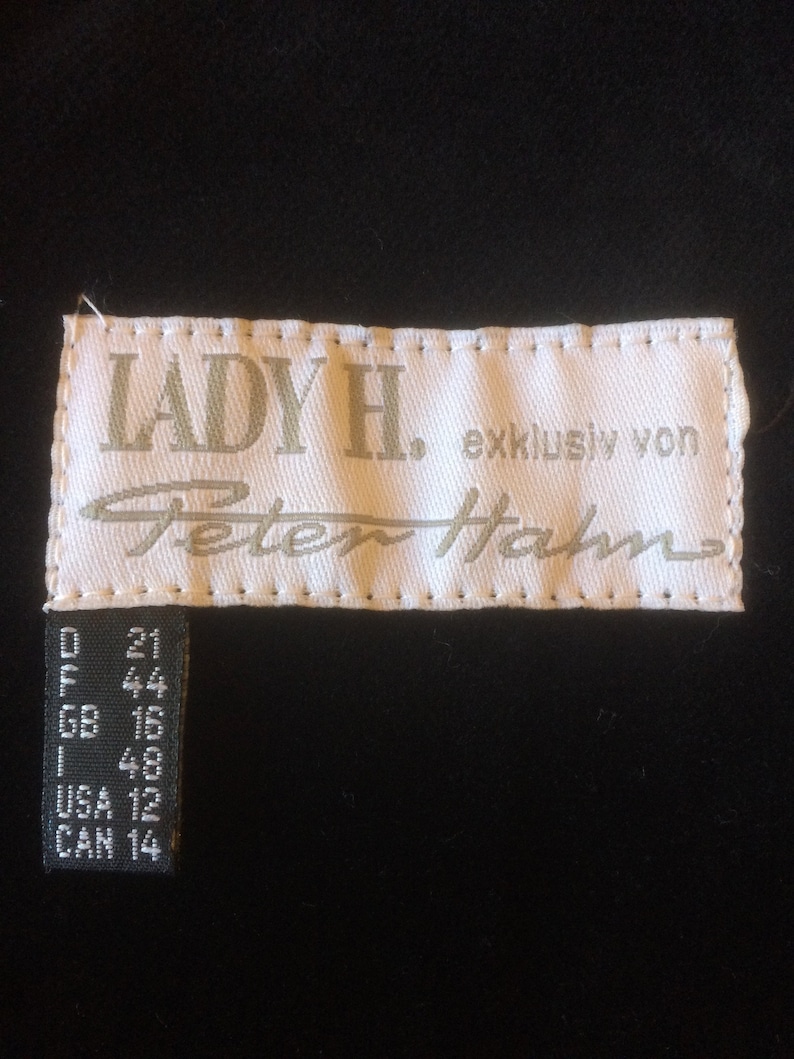 LADY H. exklusiv von
Peter Hahn
D 21
F 44
GB 16
I 48
USA 12
CAN 14